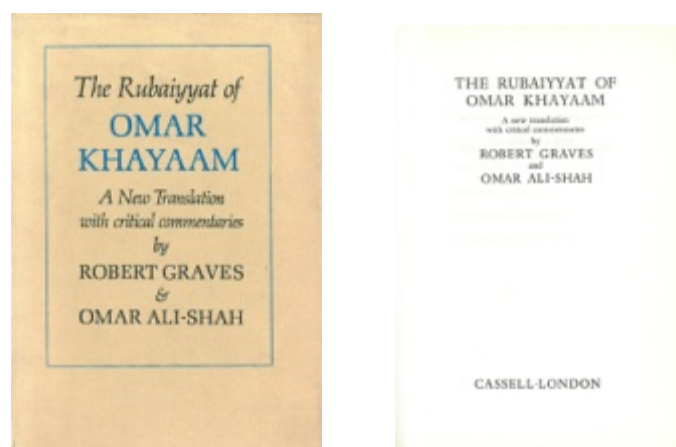 The Rubaiyyat of
OMAR
KHAYAAM
A New Translation
with critical commentaries
by
ROBERT GRAVES
&
OMAR ALI-SHAH
THE RUBAIYYAT OF
OMAR KHAYAAM
A new translation
with critical commentaries
by
ROBERT GRAVES
and
OMAR ALI-SHAH
CASSELL·LONDON